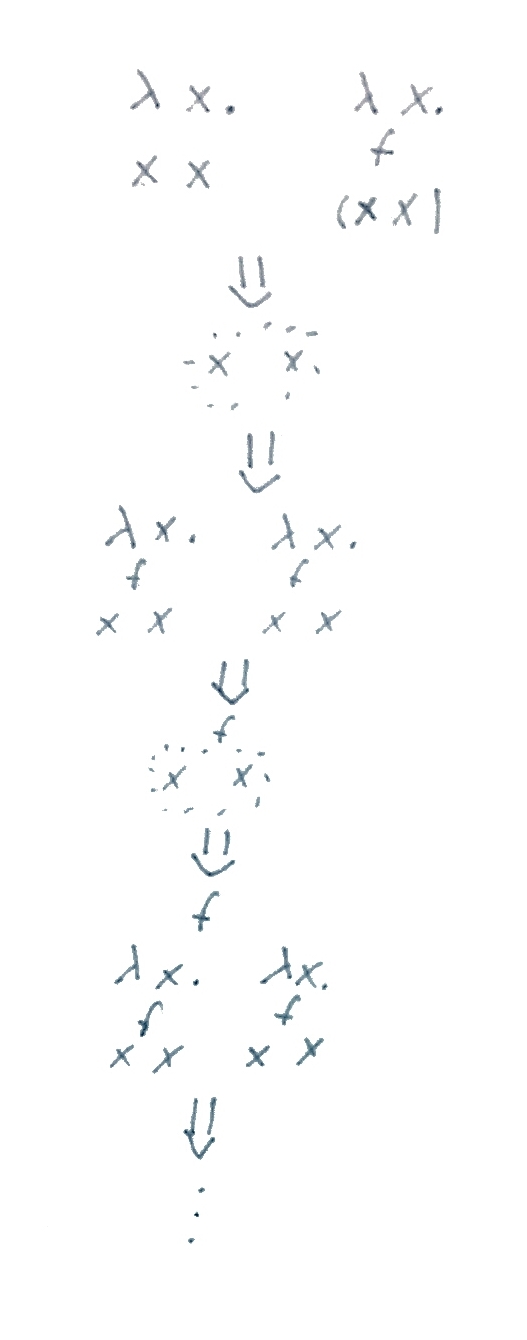 λ x. λ x.
x x f
(x x)
⇓
x x
⇓
λ x. λ x.
f f
x x x x
⇓
f
x x
⇓
f
λ x. λ x.
f f
x x x x
⇓
⋮